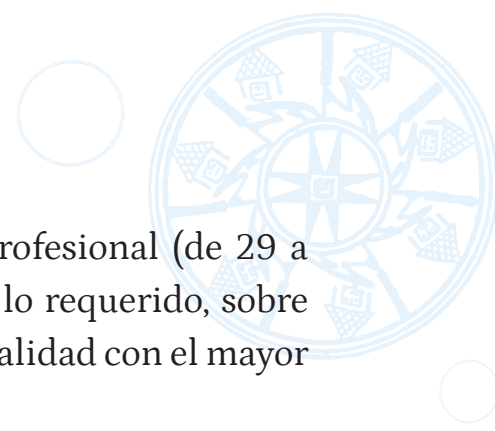 rofesional (de 29 a
lo requerido, sobre
alidad con el mayor